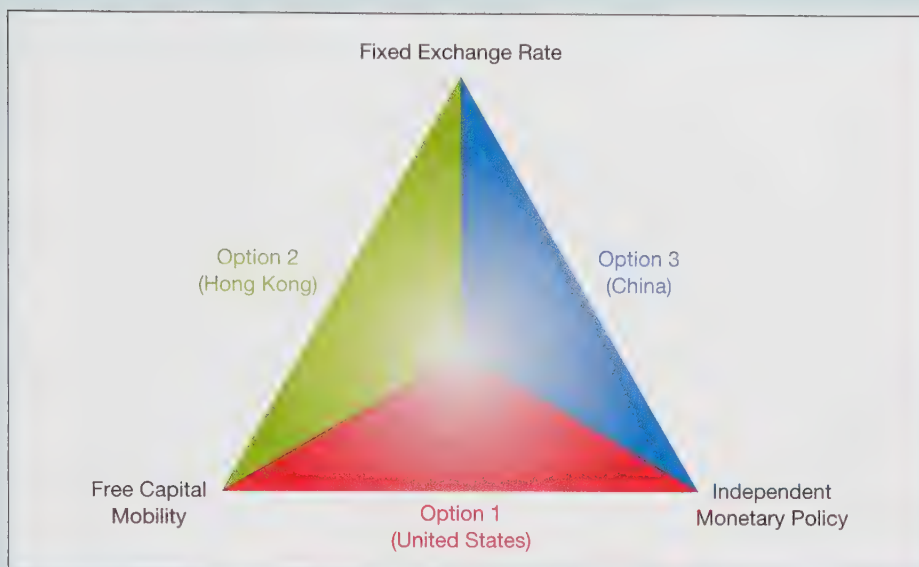 Fixed Exchange Rate
Option 2
(Hong Kong)
Option 3
(China)
Free Capital
Mobility
Independent
Monetary Policy
Option 1
(United States)